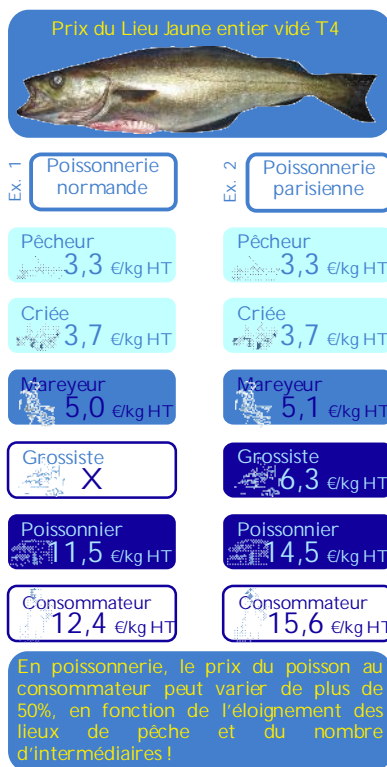 Prix du Lieu Jaune entier vidé T4
Ex. 1
Poissonnerie
normande
Ex. 2
Poissonnerie
parisienne
Pêcheur
3,3 €/kg HT
Pêcheur
3,3 €/kg HT
Criée
3,7 €/kg HT
Criée
3,7 €/kg HT
Mareyeur
5,0 €/kg HT
Mareyeur
5,1 €/kg HT
Grossiste
X
Grossiste
6,3 €/kg HT
Poissonnier
11,5 €/kg HT
Poissonnier
14,5 €/kg HT
Consommateur
12,4 €/kg HT
Consommateur
15,6 €/kg HT
En poissonnerie, le prix du poisson au
consommateur peut varier de plus de
50%, en fonction de l'éloignement des
lieux de pêche et du nombre
d'intermédiaires !